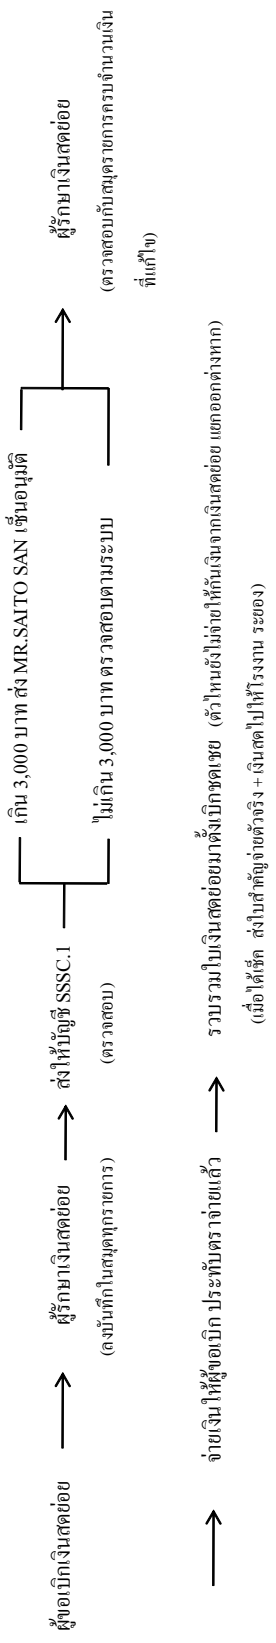 ผู้ขอเบิกเงินสดย่อย
ผู้รักษาเงินสดย่อย
(ลงบันทึกในสมุดทุกรายการ)
ส่งให้บัญชี SSSC.1
(ตรวจสอบ)
เกิน 3,000 บาท ส่ง MR.SAITO SAN เซ็นอนุมัติ
ไม่เกิน 3,000 บาท ตรวจสอบตามระบบ
ผู้รักษาเงินสดย่อย
(ตรวจสอบกับสมุดรายการครบจำนวนเงิน
ที่แก้ไข)
จ่ายเงินให้ผู้ขอเบิก ประทับตราจ่ายแล้ว
รวบรวมใบเงินสดย่อยมาตั้งเบิกชดเชย (ตัวไหนยังไม่จ่ายให้กันเงินจากเงินสดย่อย แยกออกต่างหาก)
(เมื่อได้เช็ค ส่งใบสำคัญจ่ายตัวจริง + เงินสดไปให้โรงงาน ระยอง)